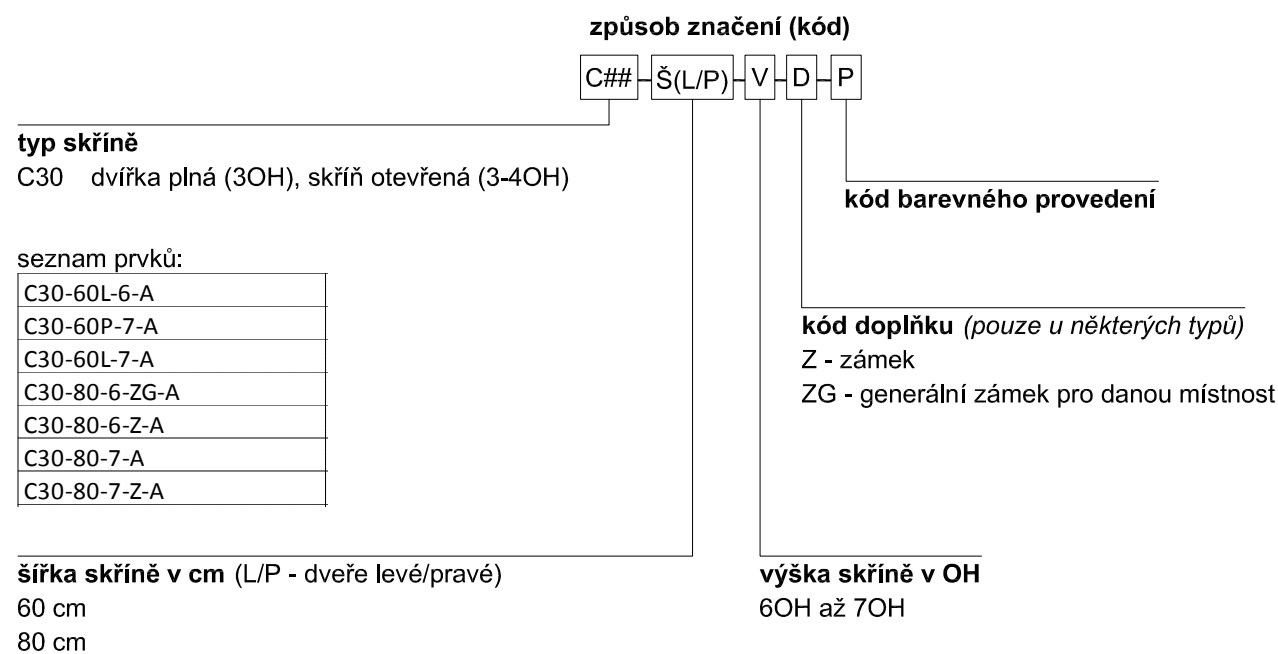 způsob značení (kód)
C## Š(L/P) V D P
typ skříně
C30 dvířka plná (3OH), skříň otevřená (3-4OH)
kód barevného provedení
seznam prvků:
C30-60L-6-A
C30-60P-7-A
C30-60L-7-A
C30-80-6-ZG-A
C30-80-6-Z-A
C30-80-7-A
C30-80-7-Z-A
kód doplňku (pouze u některých typů)
Z - zámek
ZG - generální zámek pro danou místnost
šířka skříně v cm (L/P - dveře levé/pravé)
60 cm
80 cm
výška skříně v OH
6OH až 7OH